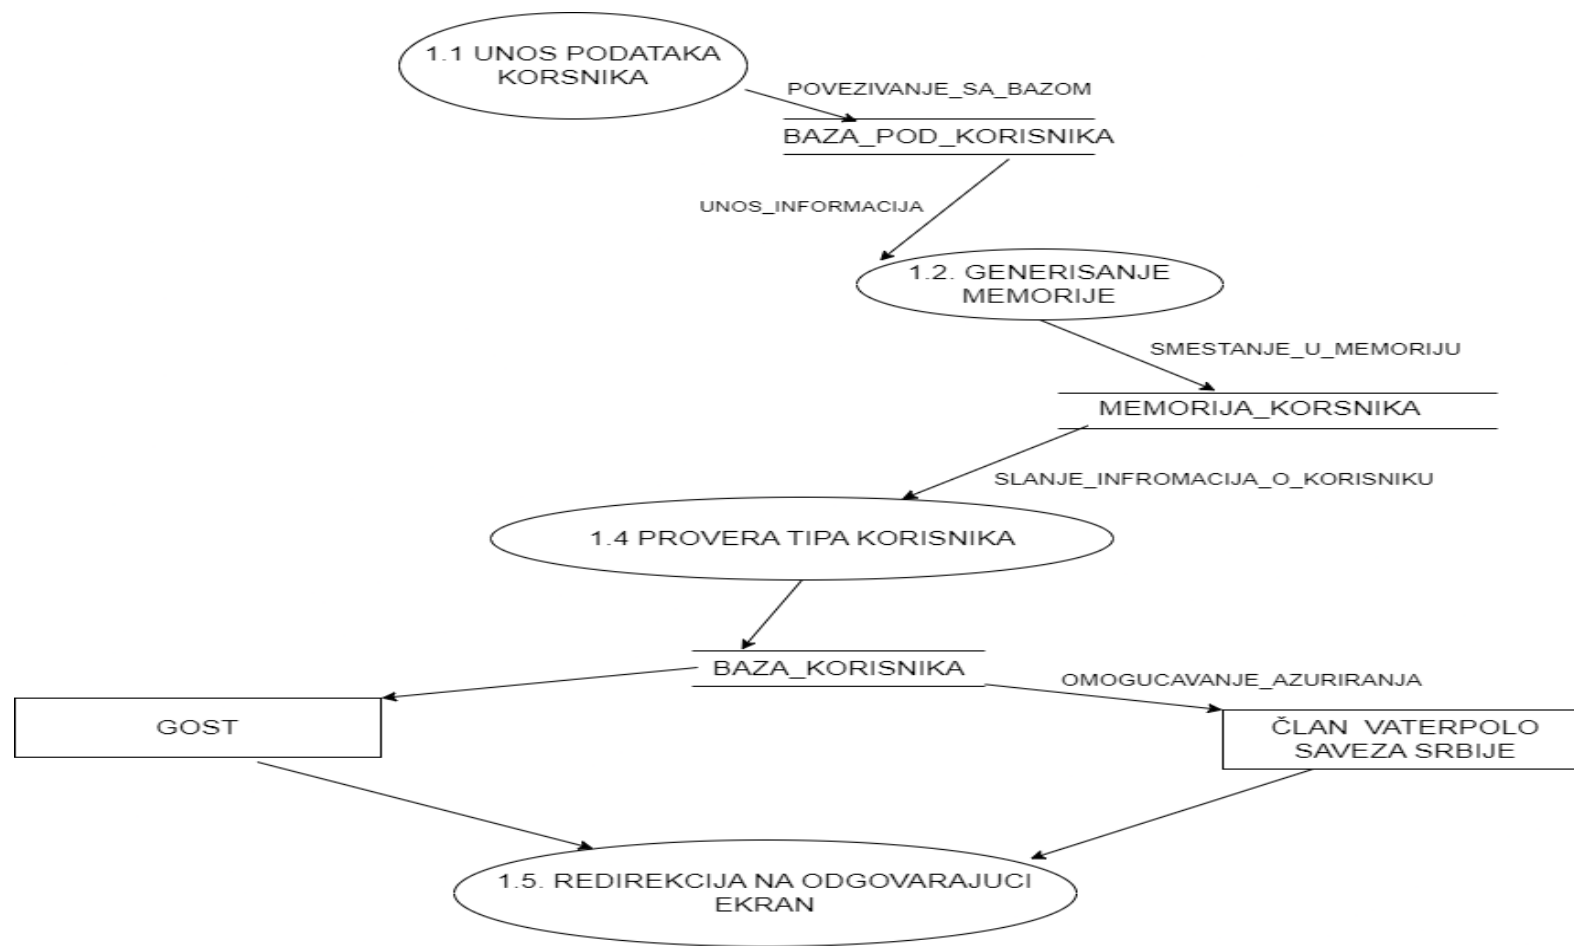 1.1 UNOS PODATAKA
KORSNIKA
POVEZIVANJE_SA_BAZOM
BAZA_POD_KORISNIKA
UNOS_INFORMACIJA
1.2. GENERISANJE
MEMORIJE
SMESTANJE_U_MEMORIJU
MEMORIJA_KORSNIKA
SLANJE_INFROMACIJA_O_KORISNIKU
1.4 PROVERA TIPA KORISNIKA
BAZA_KORISNIKA
OMOGUCAVANJE_AZURIRANJA
GOST
ČLAN VATERPOLO
SAVEZA SRBIJE
1.5. REDIREKCIJA NA ODGOVARAJUCI
EKRAN